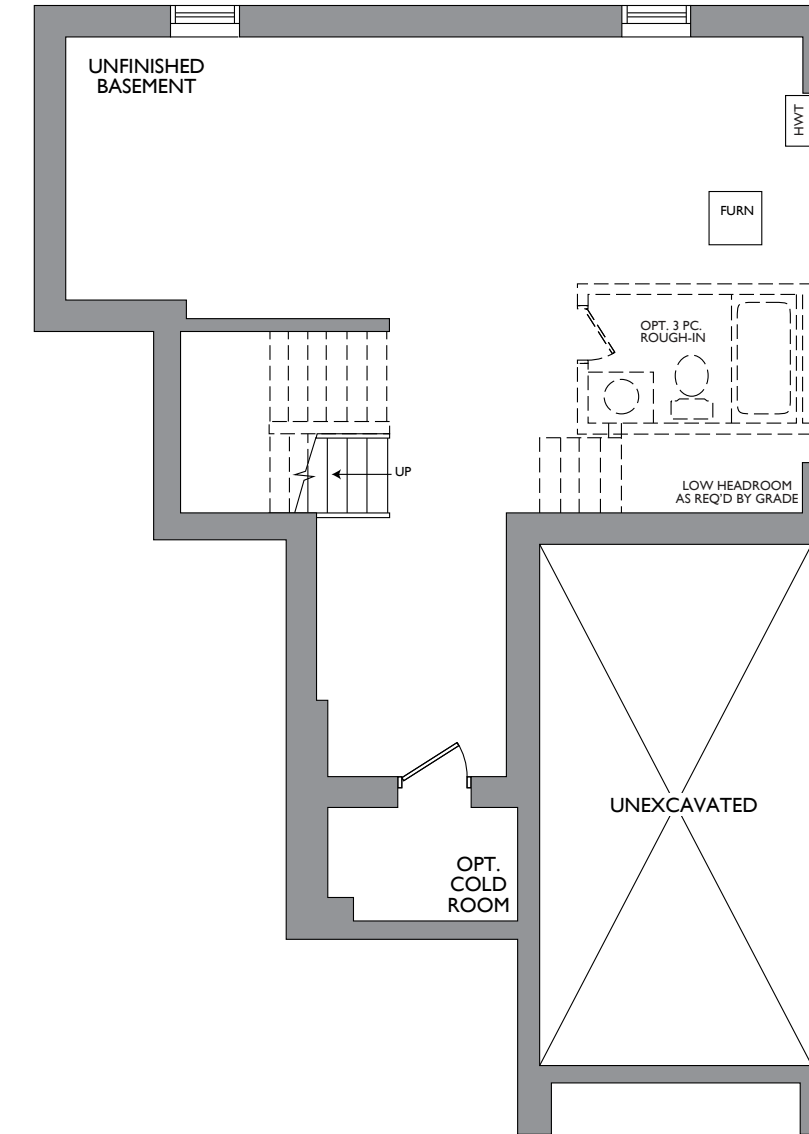 UNFINISHED
BASEMENT
HWT
FURN
OPT. 3 PC.
ROUGH-IN
UP
LOW HEADROOM
AS REQ'D BY GRADE
UNEXCAVATED
OPT.
COLD
ROOM